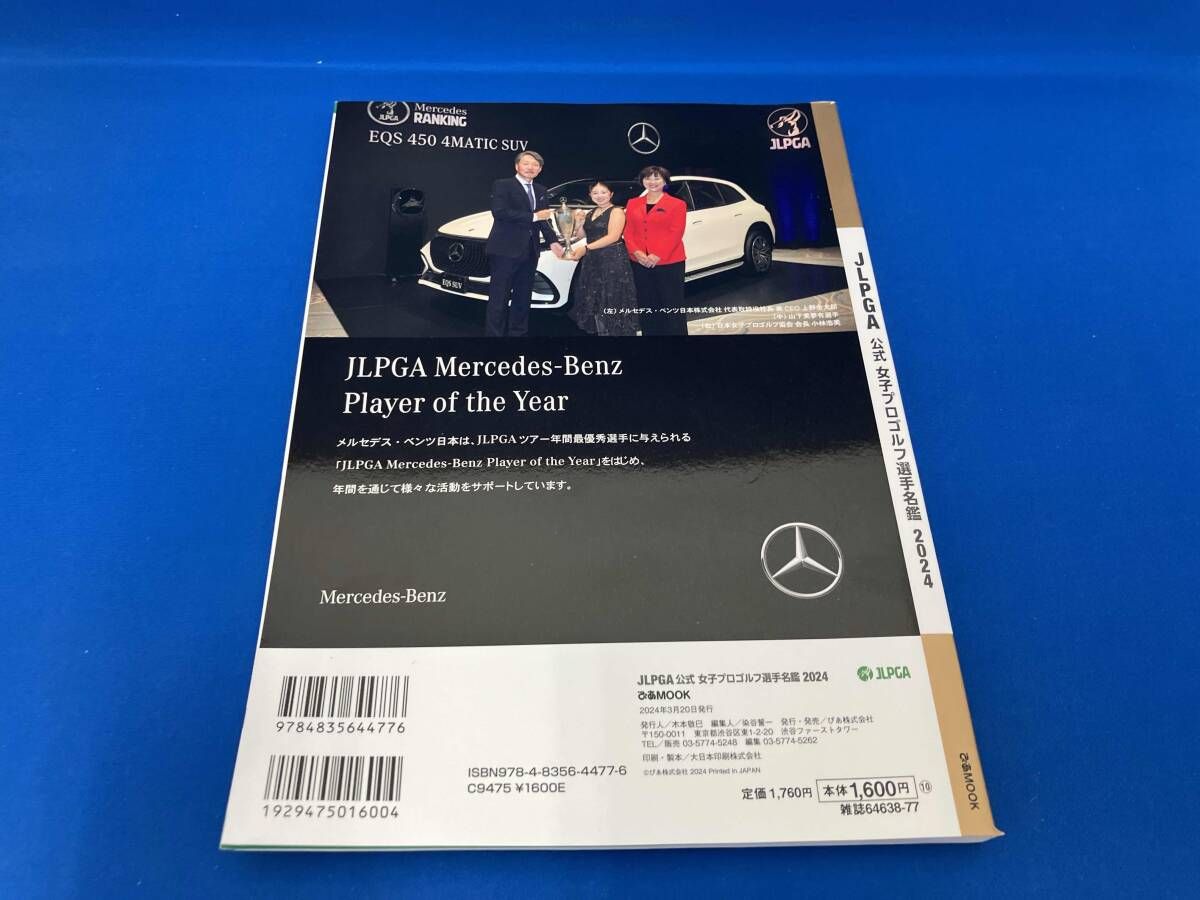 JLPGA
Mercedes
RANKING
EQS 450 4MATIC SUV
JLPGA
EQS SUV
(左) メルセデス・ベンツ日本株式会社 代表取締役社長 兼 CEO 上野金太郎
(中) 山下美夢有選手
(右) 日本女子プロゴルフ協会 会長 小林浩美
JLPGA Mercedes-Benz
Player of the Year
メルセデス・ベンツ日本は、JLPGAツアー年間最優秀選手に与えられる
「JLPGA Mercedes-Benz Player of the Year」をはじめ、
年間を通じて様々な活動をサポートしています。
Mercedes-Benz
JLPGA 公式 女子プロゴルフ選手名鑑 2024
ぴあMOOK
9784835644776
1929475016004
ISBN978-4-8356-4477-6
C9475 ¥1600E
JLPGA公式 女子プロゴルフ選手名鑑 2024
ぴあMOOK
JLPGA
2024年3月20日発行
発行人/木本敬巳 編集人/染谷誓一 発行・発売/ぴあ株式会社
〒150-0011 東京都渋谷区東1-2-20 渋谷ファーストタワー
TEL/販売 03-5774-5248 編集 03-5774-5262
印刷・製本/大日本印刷株式会社
©ぴあ株式会社 2024 Printed in JAPAN
定価 1,760円 本体1,600円 ⑩
雑誌64638-77